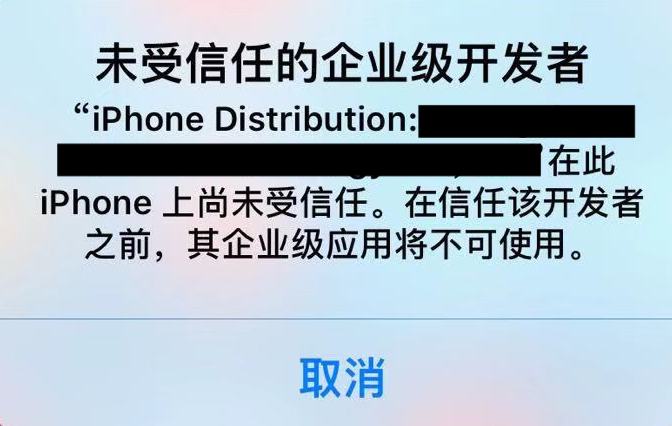 未受信任的企业级开发者
“iPhone Distribution:
”在此
iPhone 上尚未受信任。在信任该开发者
之前，其企业级应用将不可使用。
取消